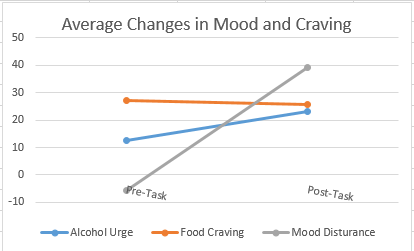 Average Changes in Mood and Craving
50
40
30
20
10
0
-10
Pre-Task
Post-Task
Alcohol Urge
Food Craving
Mood Disturance